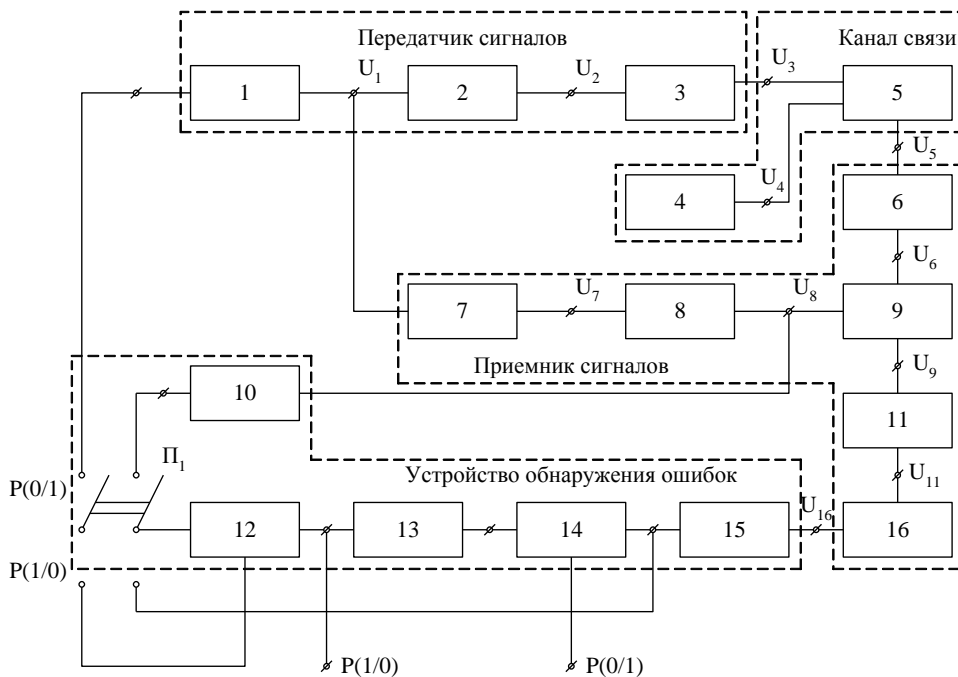 Передатчик сигналов
Канал связи
1
U1
2
U2
3
U3
5
U5
4
U4
6
U6
7
U7
8
U8
9
U9
Приемник сигналов
10
11
U11
П1
Устройство обнаружения ошибок
P(0/1)
12
13
14
15
U16
16
P(1/0)
P(1/0)
P(0/1)